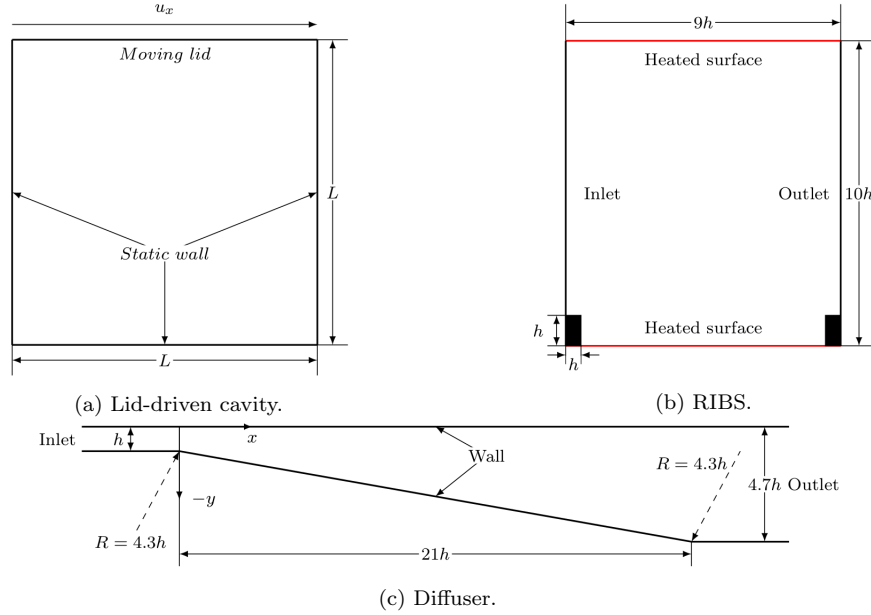 u_x
Moving lid
L
Static wall
L
(a) Lid-driven cavity.
9h
Heated surface
Inlet
Outlet
10h
h
Heated surface
h
(b) RIBS.
Inlet
h
x
Wall
R = 4.3h
4.7h Outlet
−y
R = 4.3h
21h
(c) Diffuser.